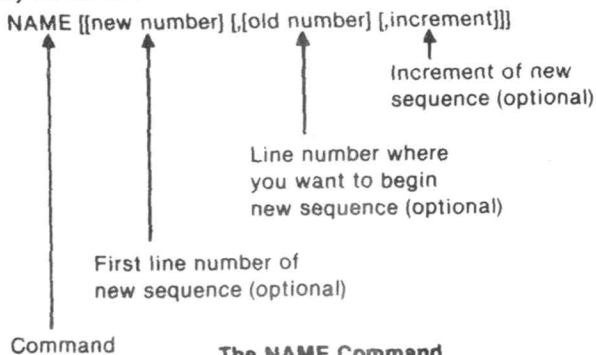 NAME [[new number] [,[old number] [,increment]]]
Increment of new
sequence (optional)
Line number where
you want to begin
new sequence (optional)
First line number of
new sequence (optional)
Command
The NAME Command